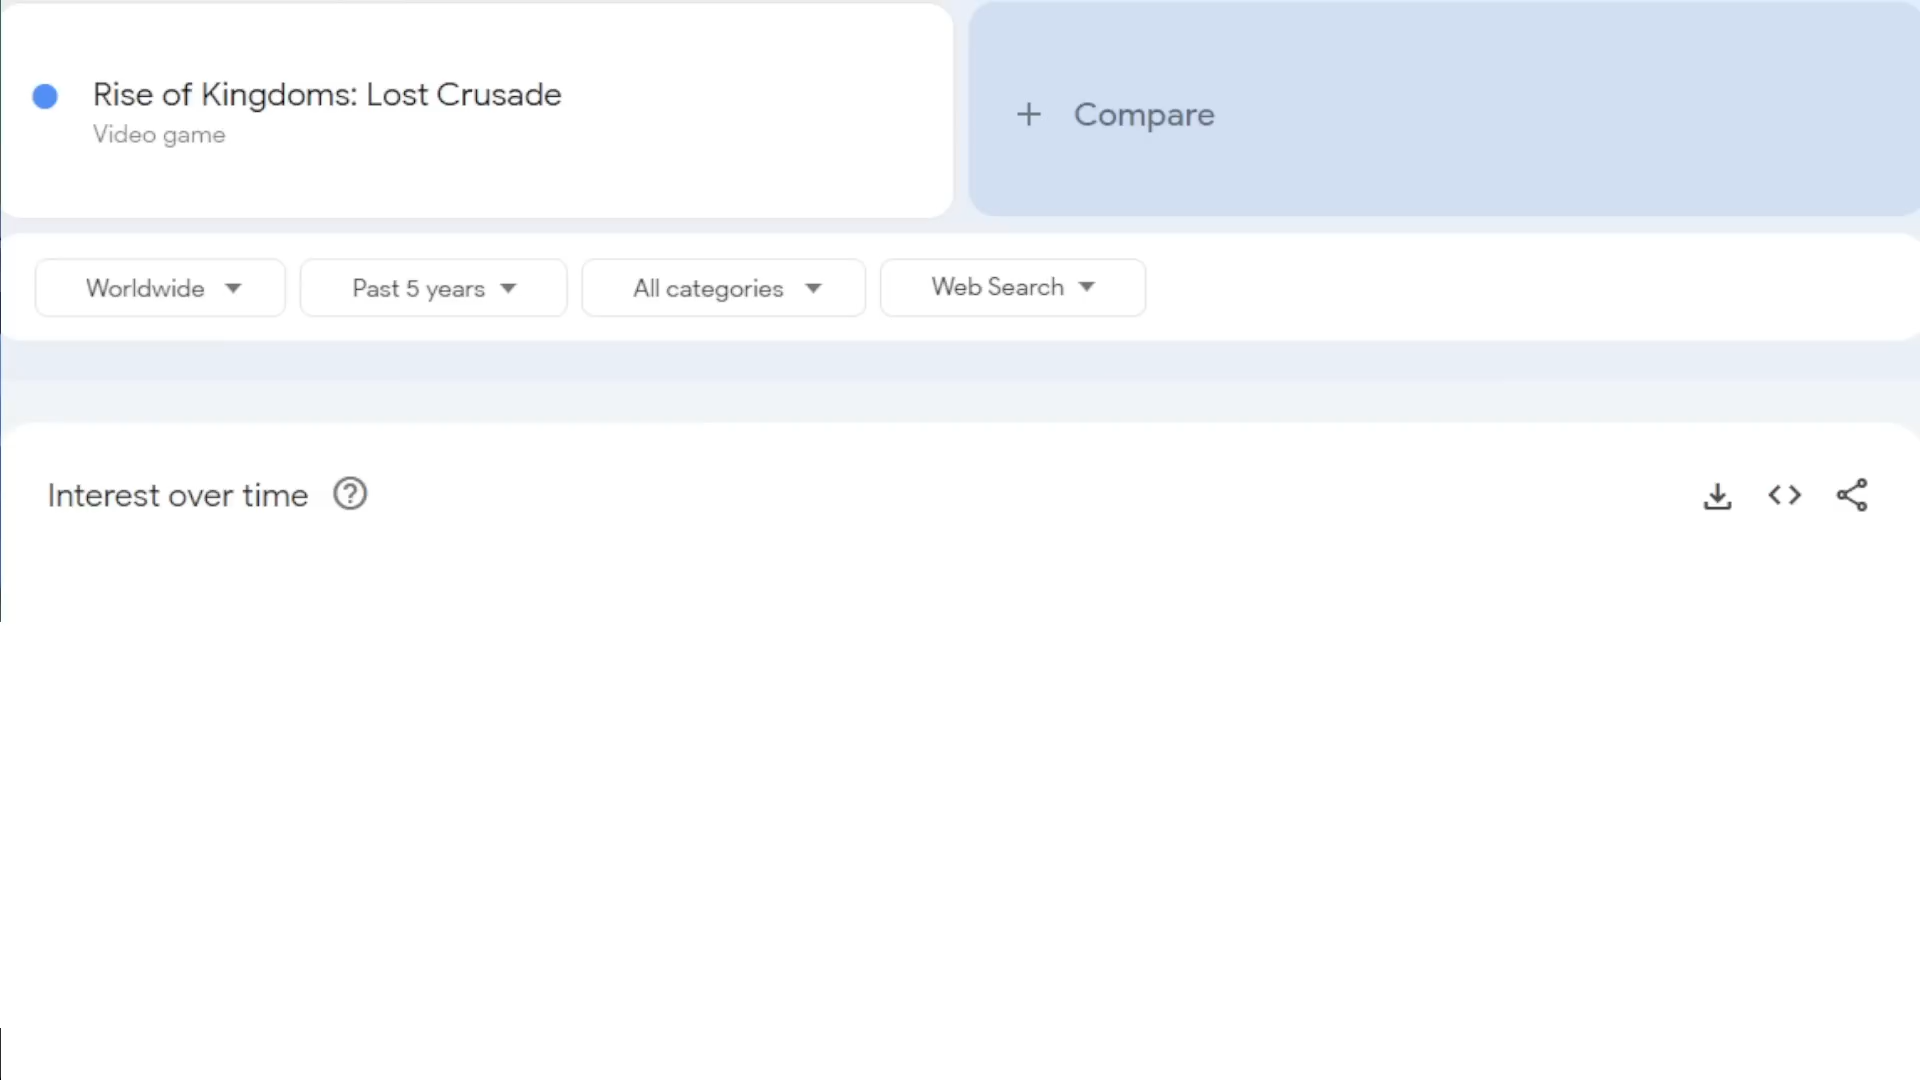 Rise of Kingdoms: Lost Crusade
Video game
+ Compare
Worldwide
Past 5 years
All categories
Web Search
Interest over time